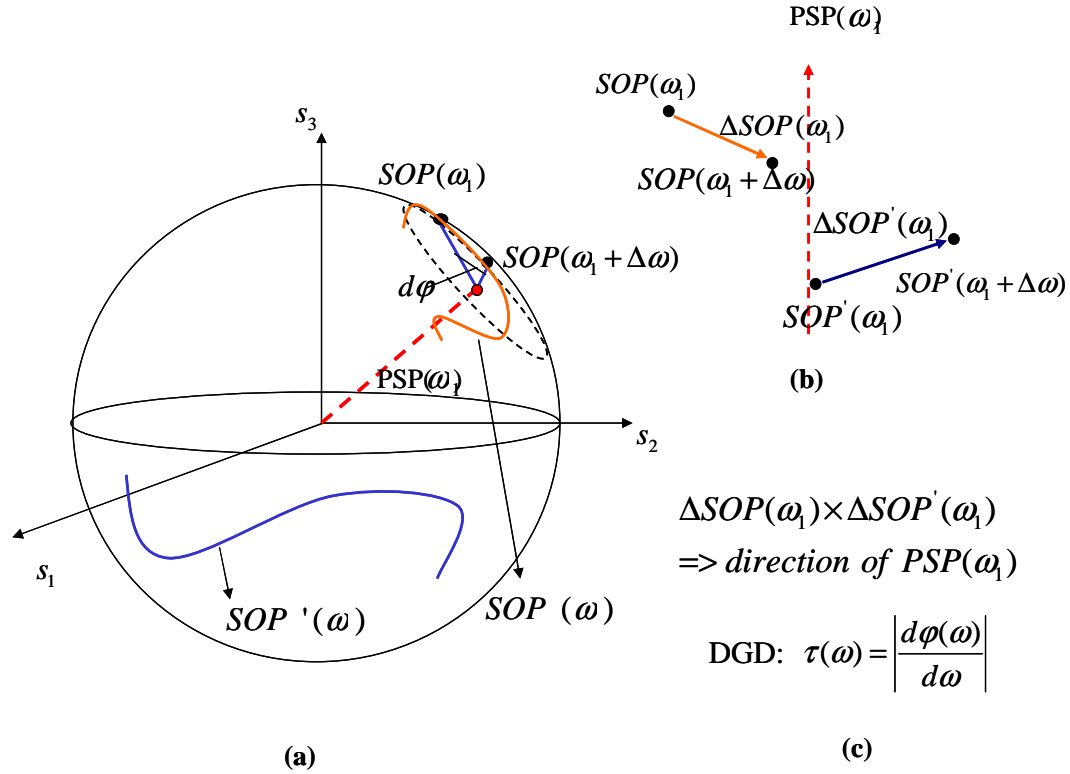 s₃
SOP(ω₁)
SOP(ω₁ + Δω)
dφ
PSP(ω₁)
s₂
s₁
SOP '(ω)
SOP (ω)
(a)
PSP(ω₁)
SOP(ω₁)
ΔSOP(ω₁)
SOP(ω₁ + Δω)
ΔSOP'(ω₁)
SOP'(ω₁ + Δω)
SOP'(ω₁)
(b)
ΔSOP(ω₁)×ΔSOP'(ω₁)
=> direction of PSP(ω₁)
DGD: τ(ω) = |dφ(ω)/dω|
(c)